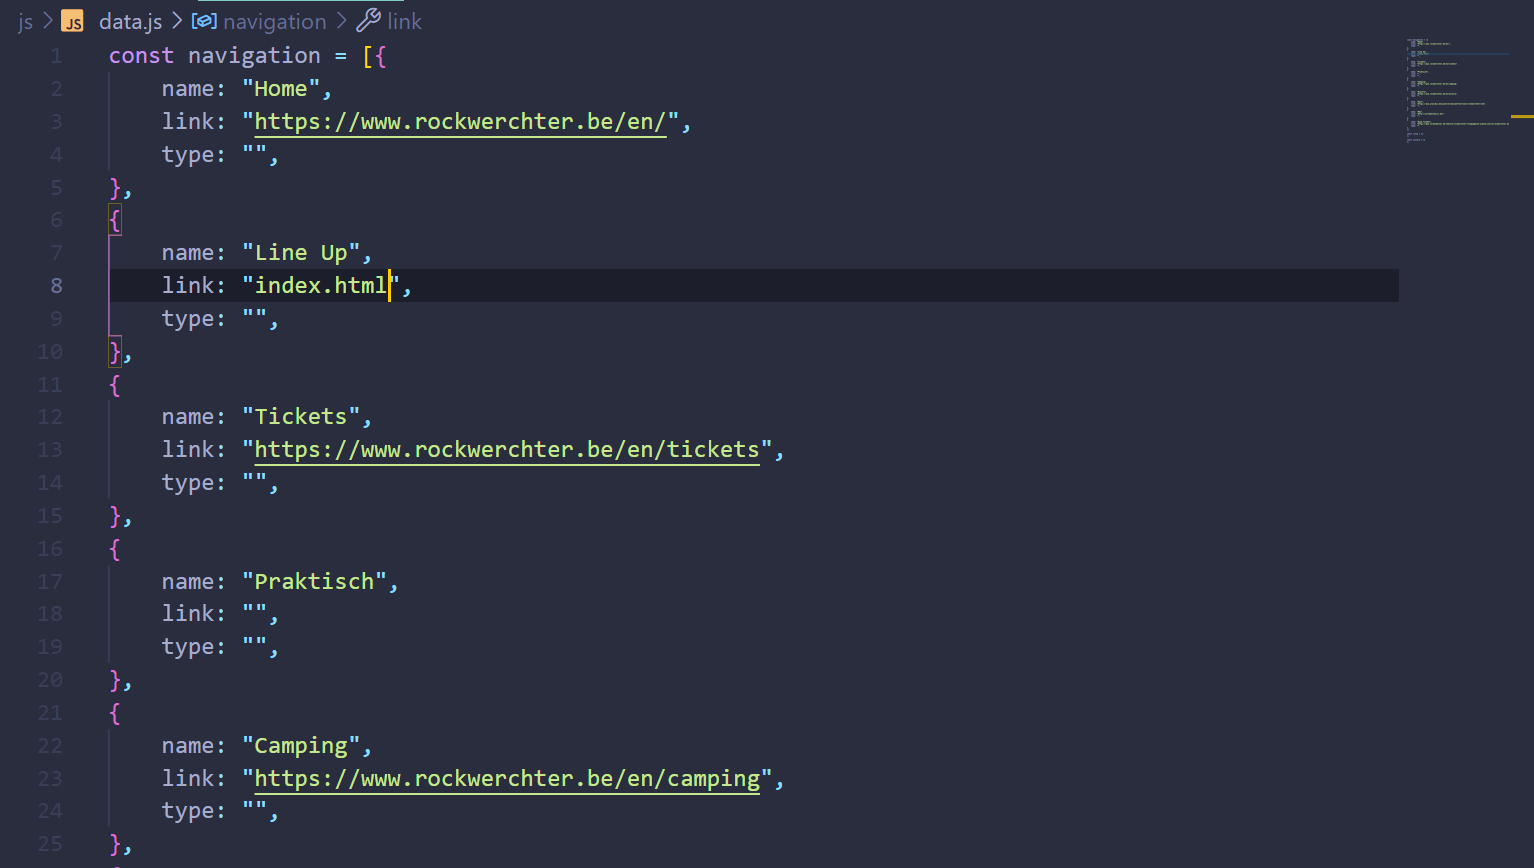 js > JS data.js > navigation > link
1 const navigation = [{
2 name: "Home",
3 link: "https://www.rockwerchter.be/en/",
4 type: "",
5 },
6 {
7 name: "Line Up",
8 link: "index.html",
9 type: "",
10 },
11 {
12 name: "Tickets",
13 link: "https://www.rockwerchter.be/en/tickets",
14 type: "",
15 },
16 {
17 name: "Praktisch",
18 link: "",
19 type: "",
20 },
21 {
22 name: "Camping",
23 link: "https://www.rockwerchter.be/en/camping",
24 type: "",
25 },